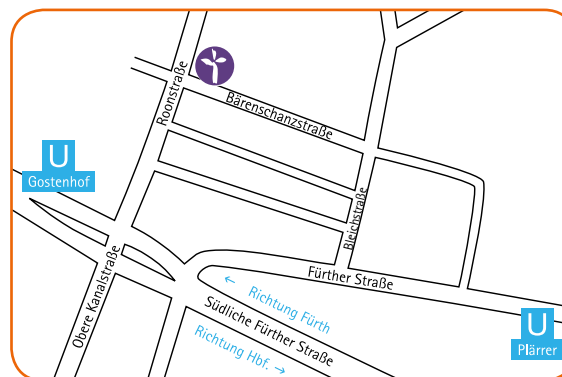 Roonstraße
Bärenschanzstraße
U
Gostenhof
Bleichstraße
Obere Kanalstraße
Fürther Straße
← Richtung Fürth
Südliche Fürther Straße
Richtung Hbf. →
U
Plärrer